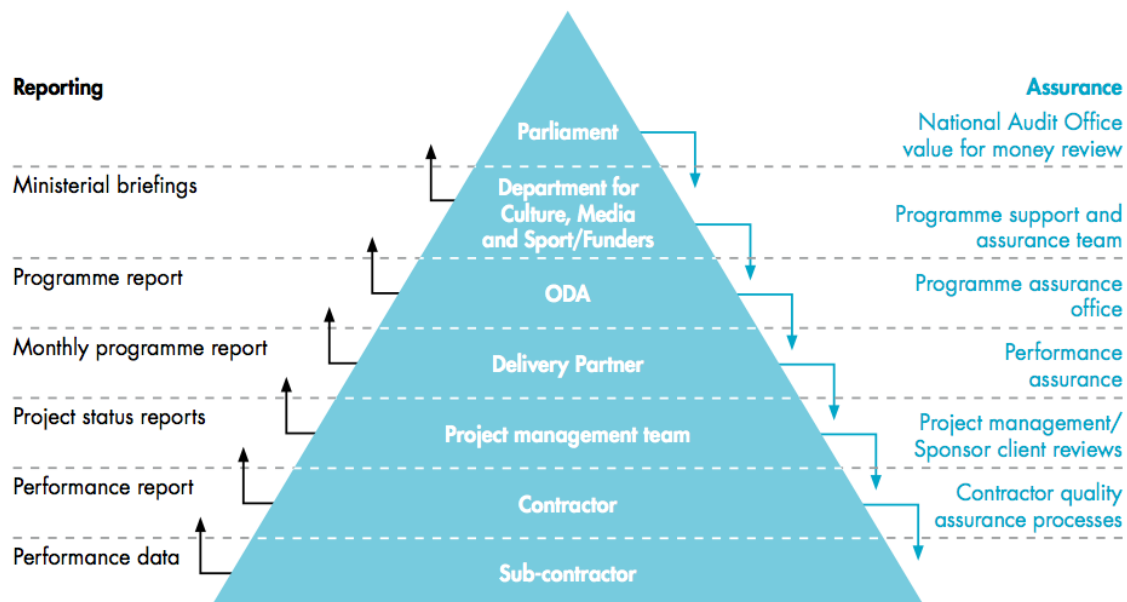 Reporting
Assurance
Parliament
National Audit Office
value for money review
Ministerial briefings
Department for
Culture, Media
and Sport/Funders
Programme support and
assurance team
Programme report
ODA
Programme assurance
office
Monthly programme report
Delivery Partner
Performance
assurance
Project status reports
Project management team
Project management/
Sponsor client reviews
Performance report
Contractor
Contractor quality
assurance processes
Performance data
Sub-contractor